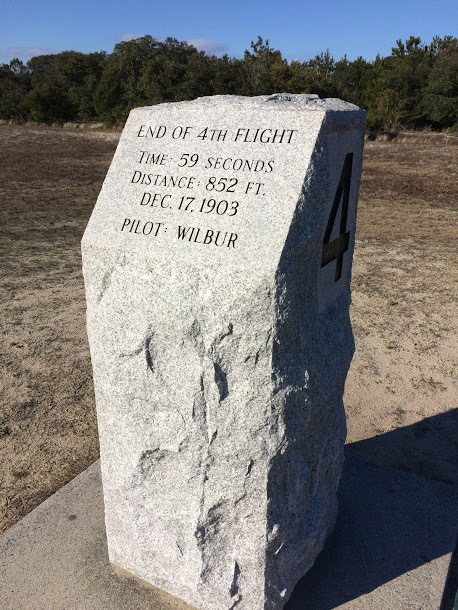 END OF 4TH FLIGHT
TIME: 59 SECONDS
DISTANCE: 852 FT.
DEC. 17, 1903
PILOT: WILBUR
4